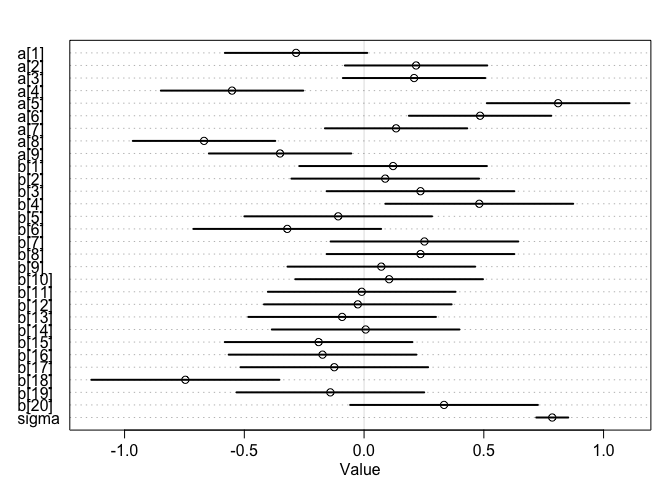 a[1]
a[2]
a[3]
a[4]
a[5]
a[6]
a[7]
a[8]
a[9]
b[1]
b[2]
b[3]
b[4]
b[5]
b[6]
b[7]
b[8]
b[9]
b[10]
b[11]
b[12]
b[13]
b[14]
b[15]
b[16]
b[17]
b[18]
b[19]
b[20]
sigma
-1.0 -0.5 0.0 0.5 1.0
Value